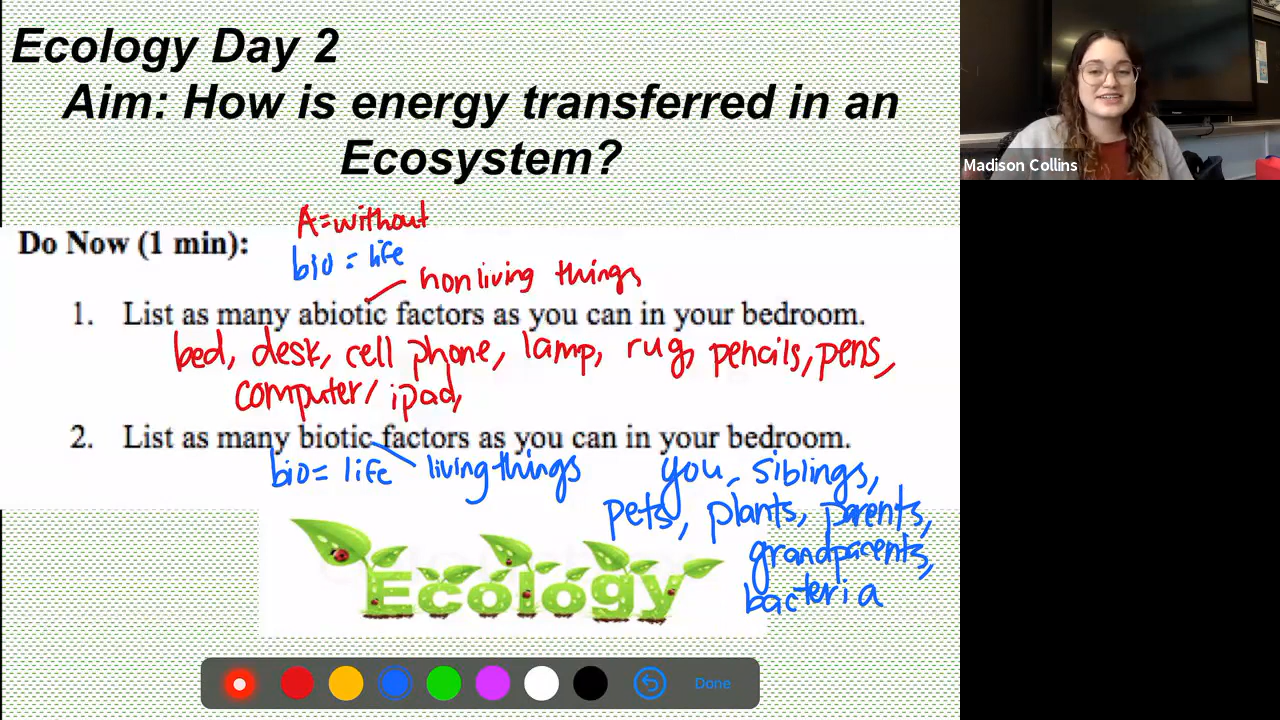 Ecology Day 2
Aim: How is energy transferred in an
Ecosystem?
Madison Collins
A=without
Do Now (1 min):
bio = life
nonliving things
1. List as many abiotic factors as you can in your bedroom.
bed, desk, cell phone, lamp, rug, pencils, pens,
computer/ ipad,
2. List as many biotic factors as you can in your bedroom.
bio= life living things
you, siblings,
pets, plants, parents,
grandparents,
bacteria
Ecology
Done